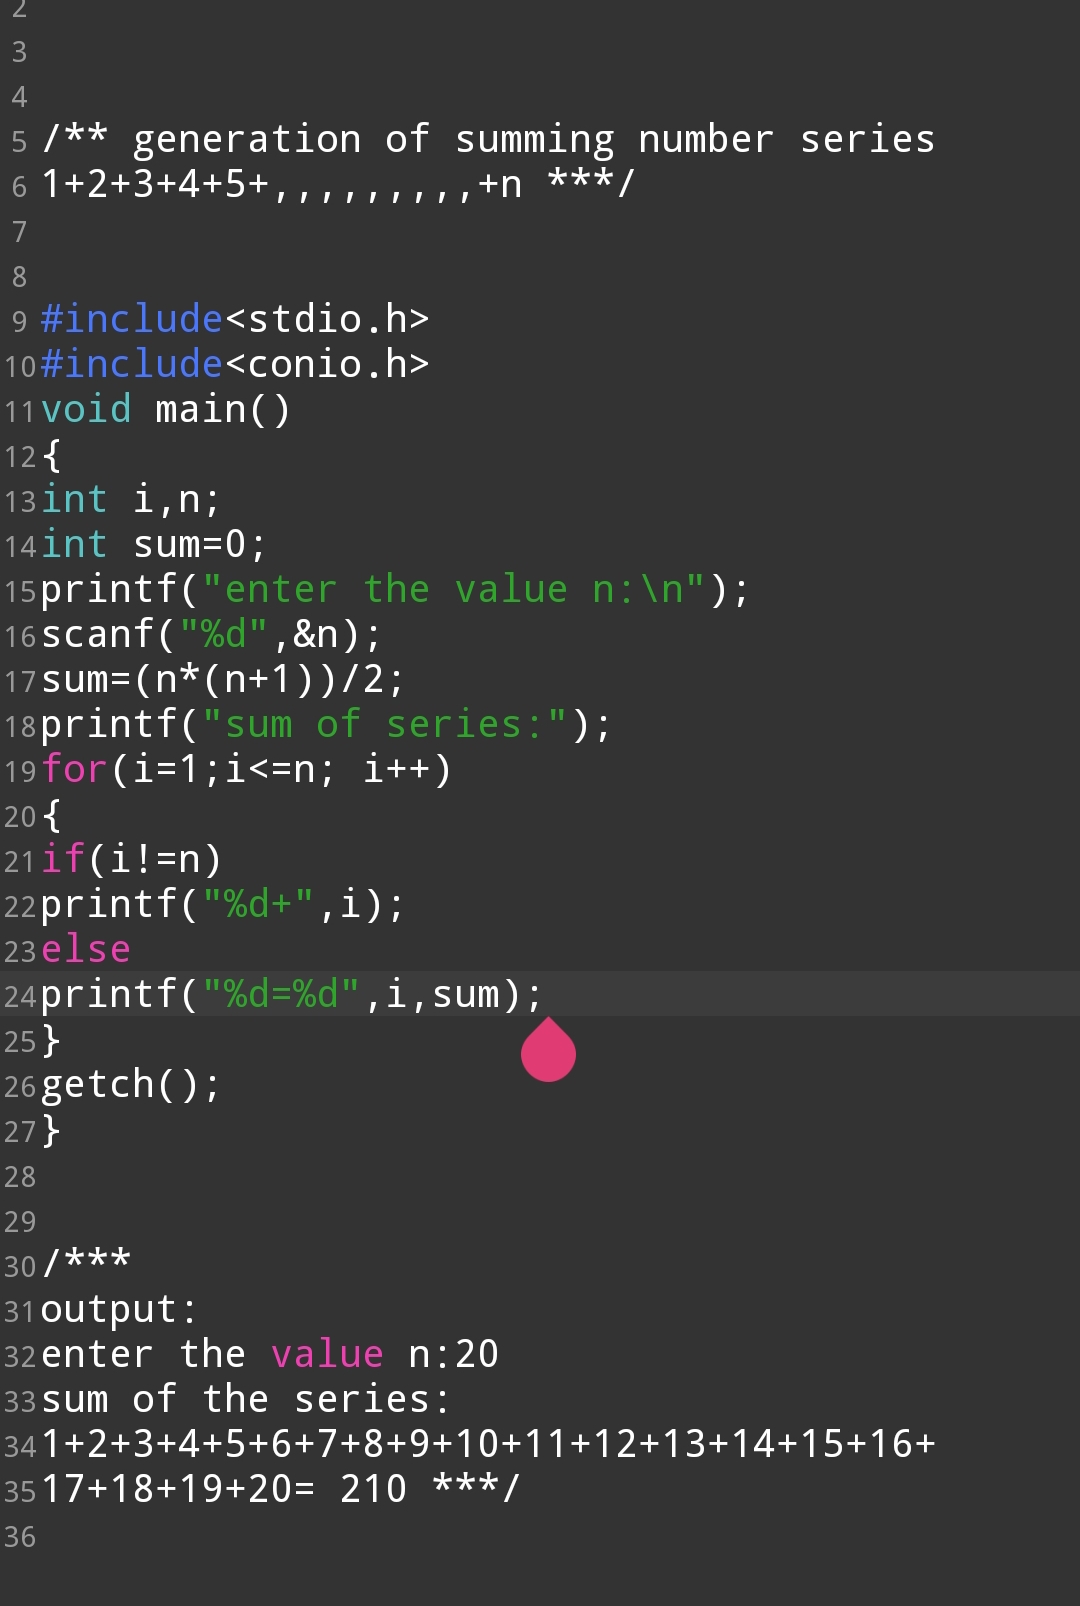 2
3
4
5 /** generation of summing number series
6 1+2+3+4+5+,,,,,,,,,+n ***/
7
8
9 #include<stdio.h>
10 #include<conio.h>
11 void main()
12 {
13 int i,n;
14 int sum=0;
15 printf("enter the value n:\n");
16 scanf("%d",&n);
17 sum=(n*(n+1))/2;
18 printf("sum of series:");
19 for(i=1;i<=n; i++)
20 {
21 if(i!=n)
22 printf("%d+",i);
23 else
24 printf("%d=%d",i,sum);
25 }
26 getch();
27 }
28
29
30 /***
31 output:
32 enter the value n:20
33 sum of the series:
34 1+2+3+4+5+6+7+8+9+10+11+12+13+14+15+16+
35 17+18+19+20= 210 ***/
36